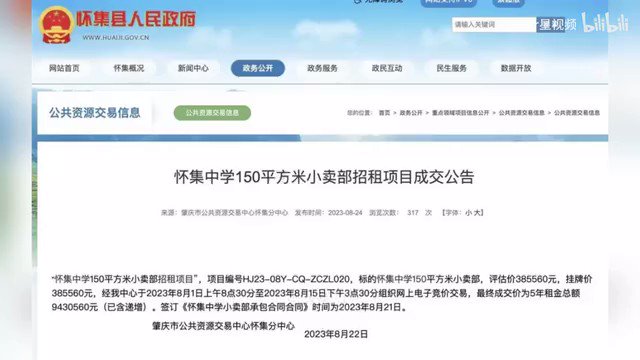 怀集县人民政府
WWW.HUAIJI.GOV.CN
请输入关键词
星视频 bilibili
网站首页 怀集概况 新闻中心 政务公开 政务服务 政民互动 民生服务 数据开放
公共资源交易信息 公共资源交易信息 您的位置： 首页 > 政务公开 > 重点领域项目信息公开 > 公共资源交易信息 > 公共资源交易信息
怀集中学150平方米小卖部招租项目成交公告
来源：肇庆市公共资源交易中心怀集分中心 发布时间：2023-08-24 浏览次数： 317 次 【字体：小 大】
“怀集中学150平方米小卖部招租项目”，项目编号HJ23-08Y-CQ-ZCZL020，标的怀集中学150平方米小卖部，评估价385560元，挂牌价
385560元，经我中心于2023年8月1日上午8点30分至2023年8月15日下午3点30分组织网上电子竞价交易，最终成交价为5年租金总额
9430560元（已含递增）。签订《怀集中学小卖部承包合同合同》时间为2023年8月21日。
肇庆市公共资源交易中心怀集分中心
2023年8月22日